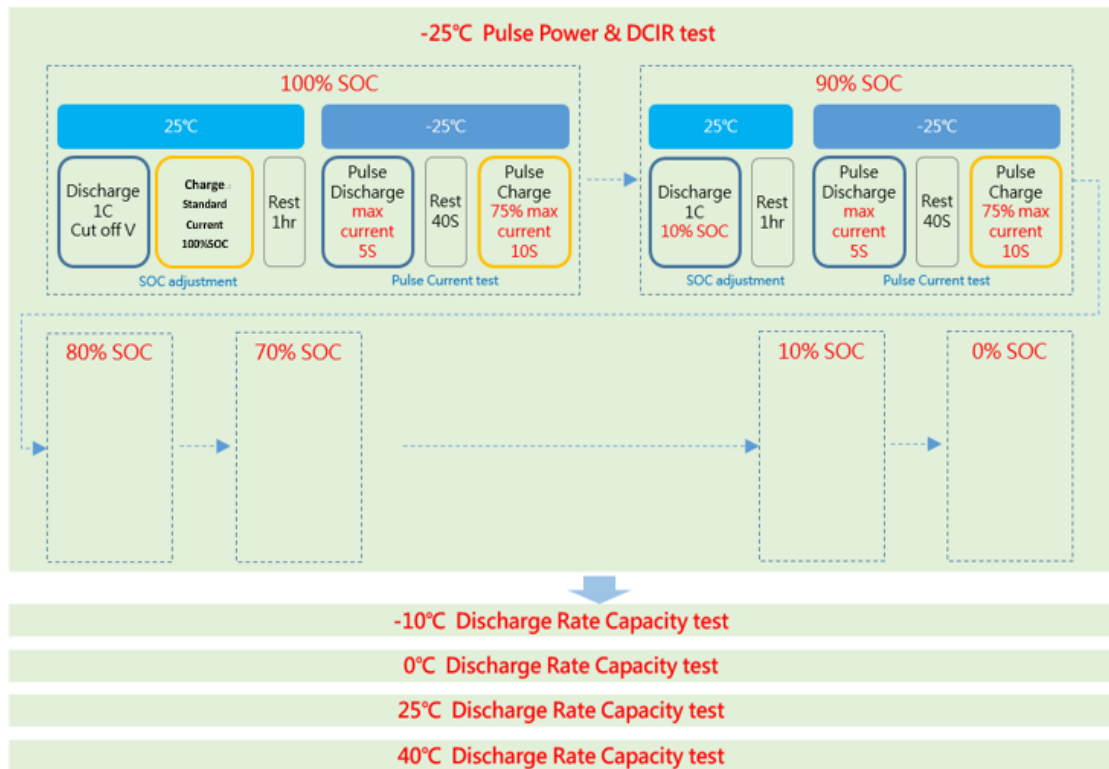 -25℃ Pulse Power & DCIR test
100% SOC
25℃
-25℃
Discharge
1C
Cut off V
Charge
Standard
Current
100%SOC
Rest
1hr
Pulse
Discharge
max
current
5S
Rest
40S
Pulse
Charge
75% max
current
10S
SOC adjustment
Pulse Current test
90% SOC
25℃
-25℃
Discharge
1C
10% SOC
Rest
1hr
Pulse
Discharge
max
current
5S
Rest
40S
Pulse
Charge
75% max
current
10S
SOC adjustment
Pulse Current test
80% SOC
70% SOC
10% SOC
0% SOC
-10℃ Discharge Rate Capacity test
0℃ Discharge Rate Capacity test
25℃ Discharge Rate Capacity test
40℃ Discharge Rate Capacity test